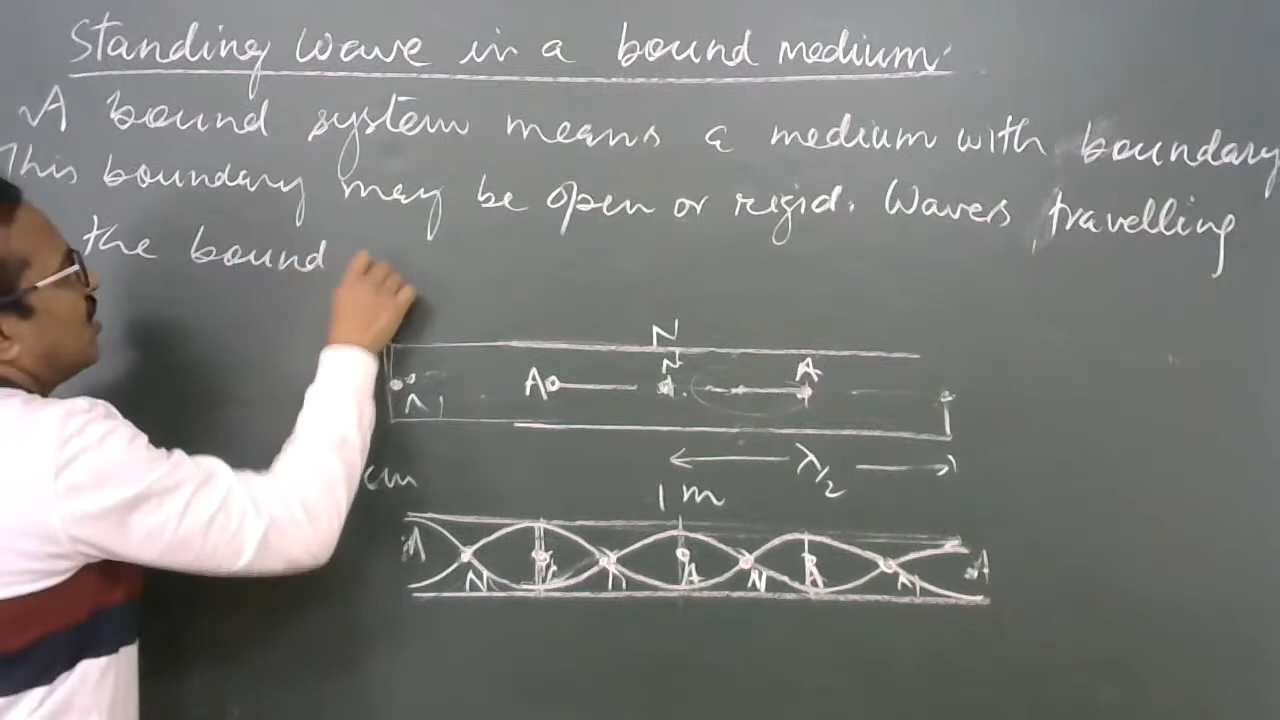 Standing Wave in a bound medium.
A bound system means a medium with boundary
This boundary may be open or rigid. Wavers travelling
the bound
N
A N A
N
λ/2
cm 1 m
A N A N A N A